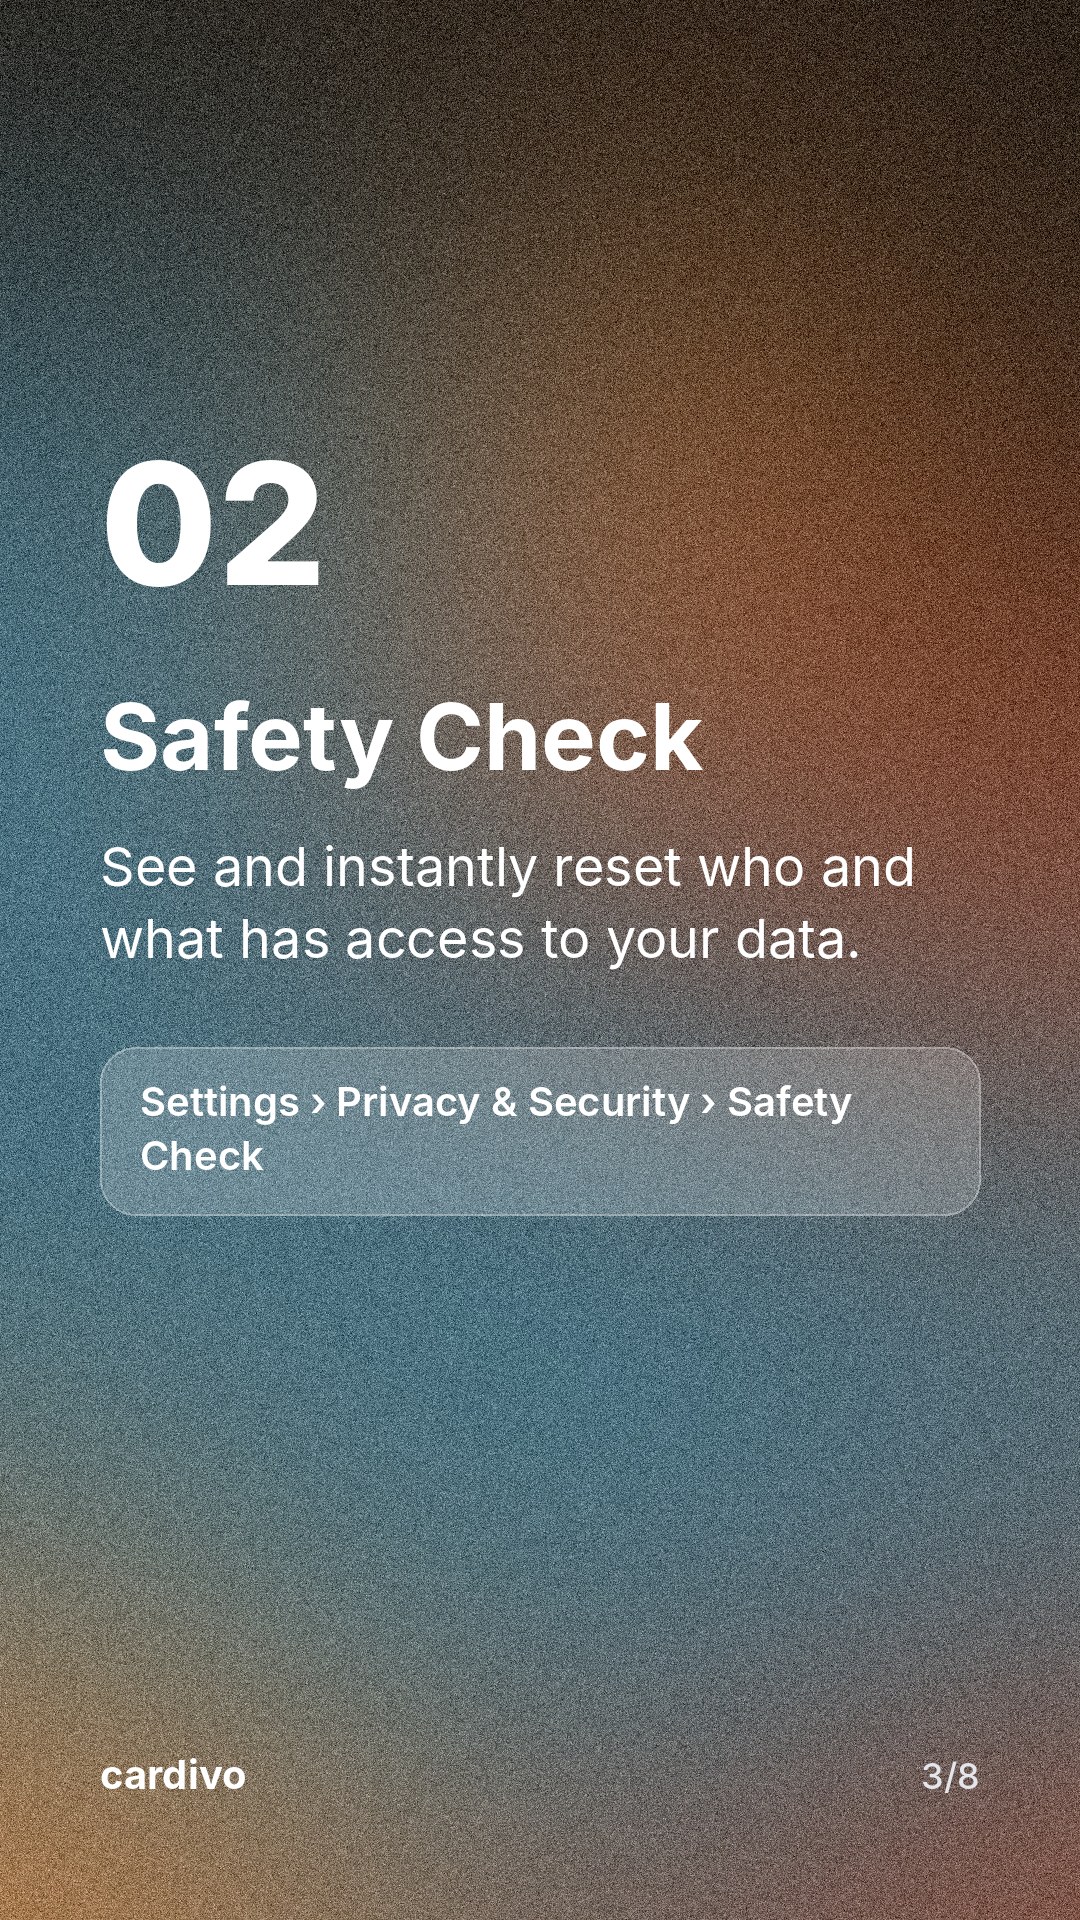 02
Safety Check
See and instantly reset who and
what has access to your data.
Settings › Privacy & Security › Safety
Check
cardivo
3/8